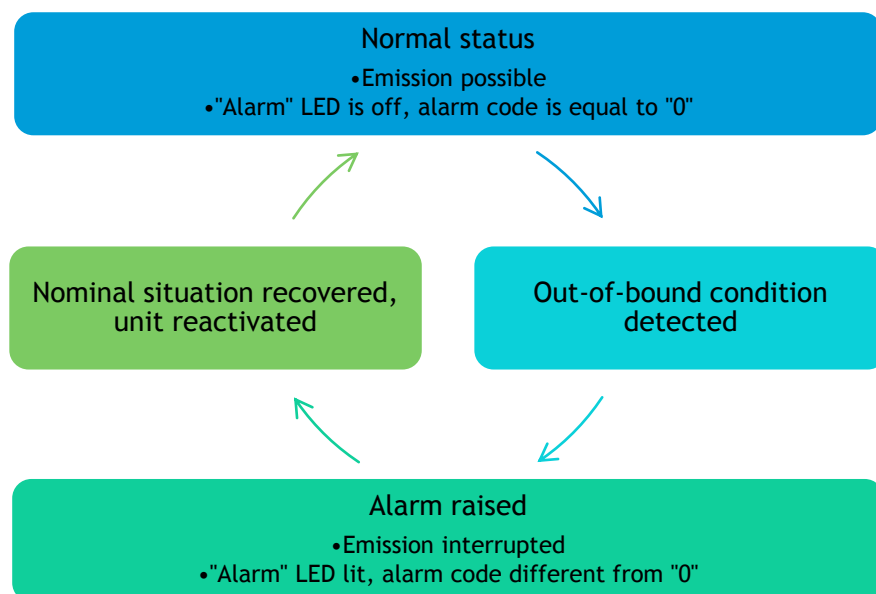 Normal status
•Emission possible
•"Alarm" LED is off, alarm code is equal to "0"
Nominal situation recovered,
unit reactivated
Out-of-bound condition
detected
Alarm raised
•Emission interrupted
•"Alarm" LED lit, alarm code different from "0"